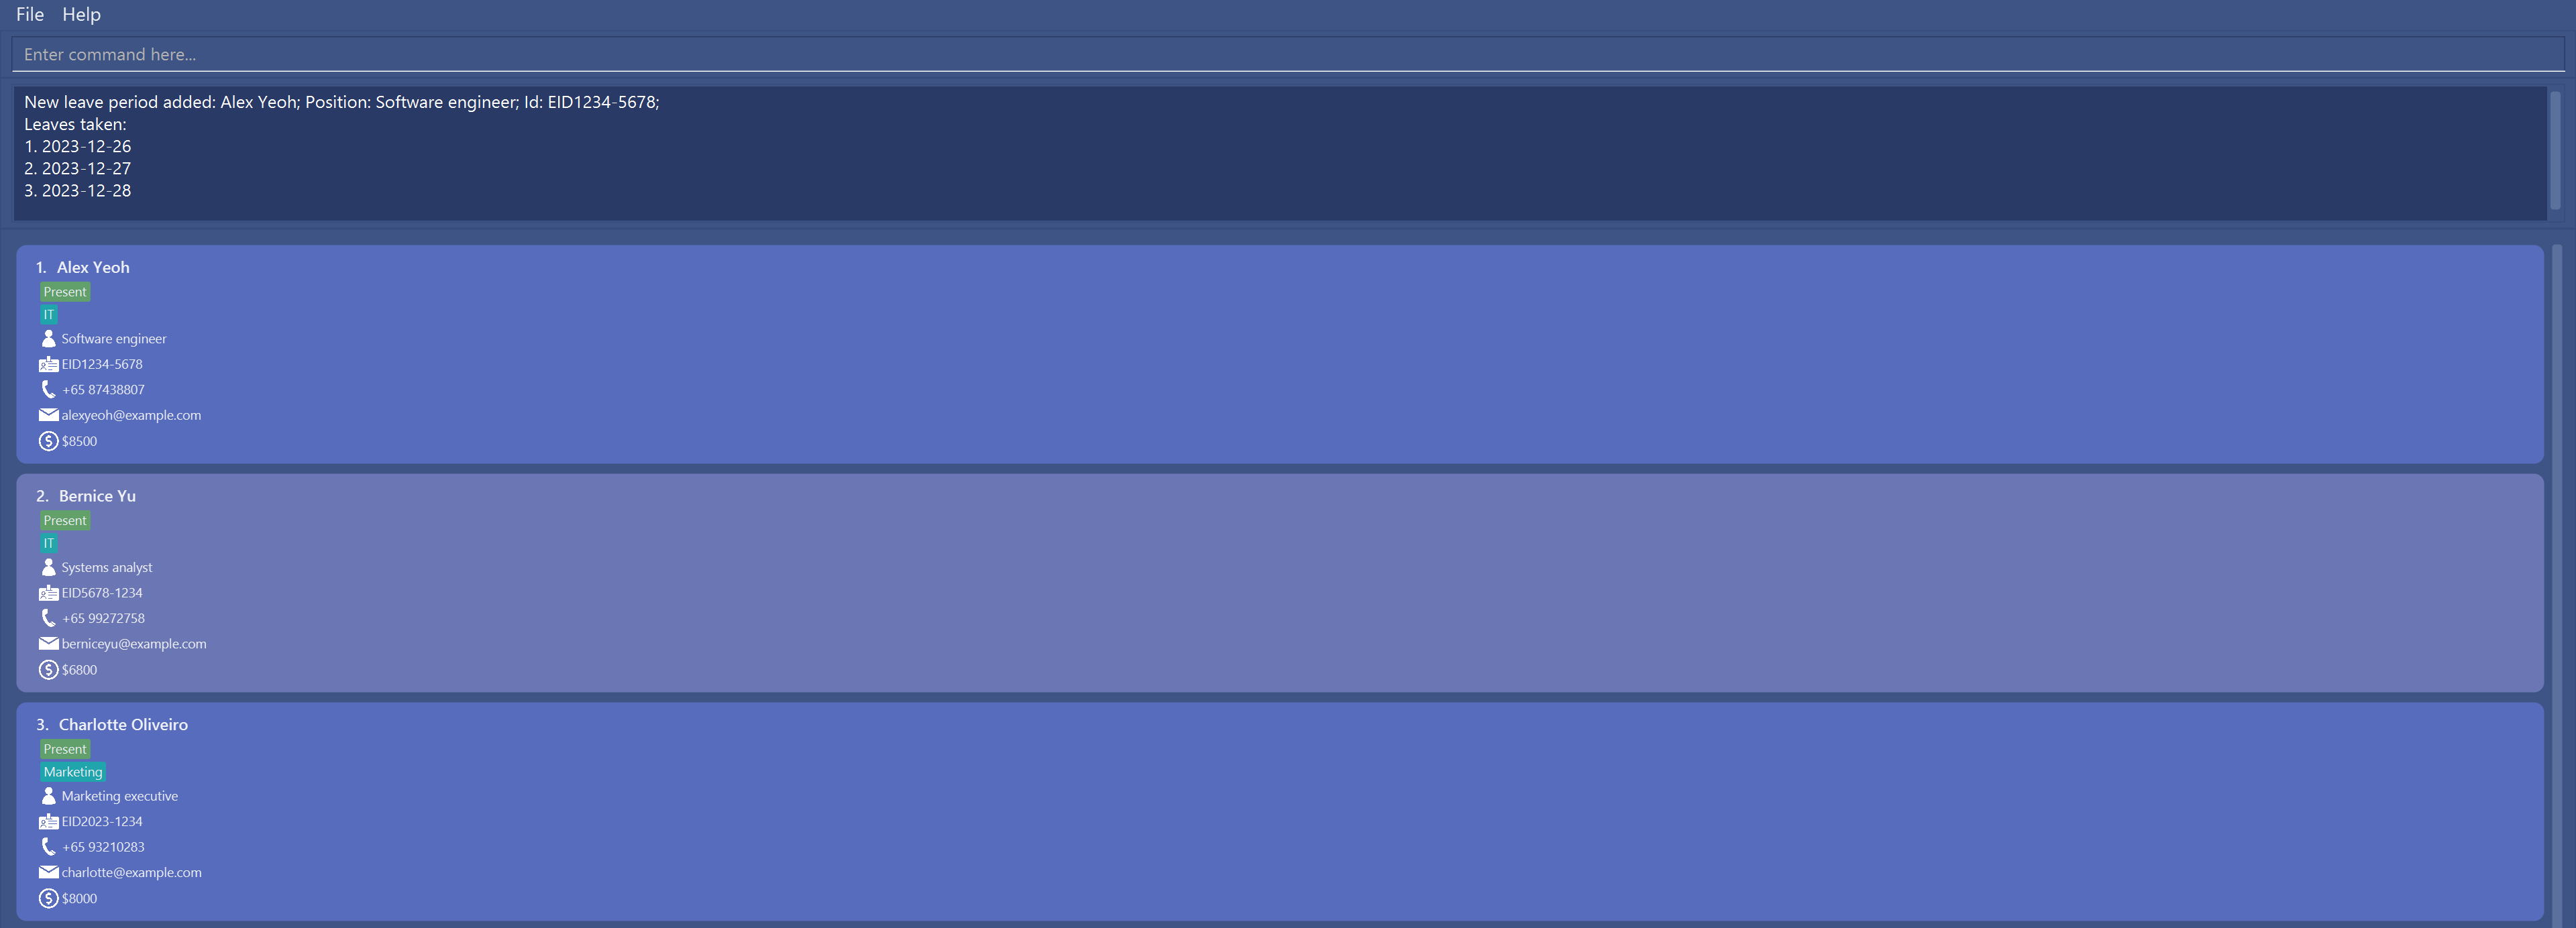 File Help
Enter command here...
New leave period added: Alex Yeoh; Position: Software engineer; Id: EID1234-5678;
Leaves taken:
1. 2023-12-26
2. 2023-12-27
3. 2023-12-28
1. Alex Yeoh
Present
IT
Software engineer
EID1234-5678
+65 87438807
alexyeoh@example.com
$8500
2. Bernice Yu
Present
IT
Systems analyst
EID5678-1234
+65 99272758
berniceyu@example.com
$6800
3. Charlotte Oliveiro
Present
Marketing
Marketing executive
EID2023-1234
+65 93210283
charlotte@example.com
$8000